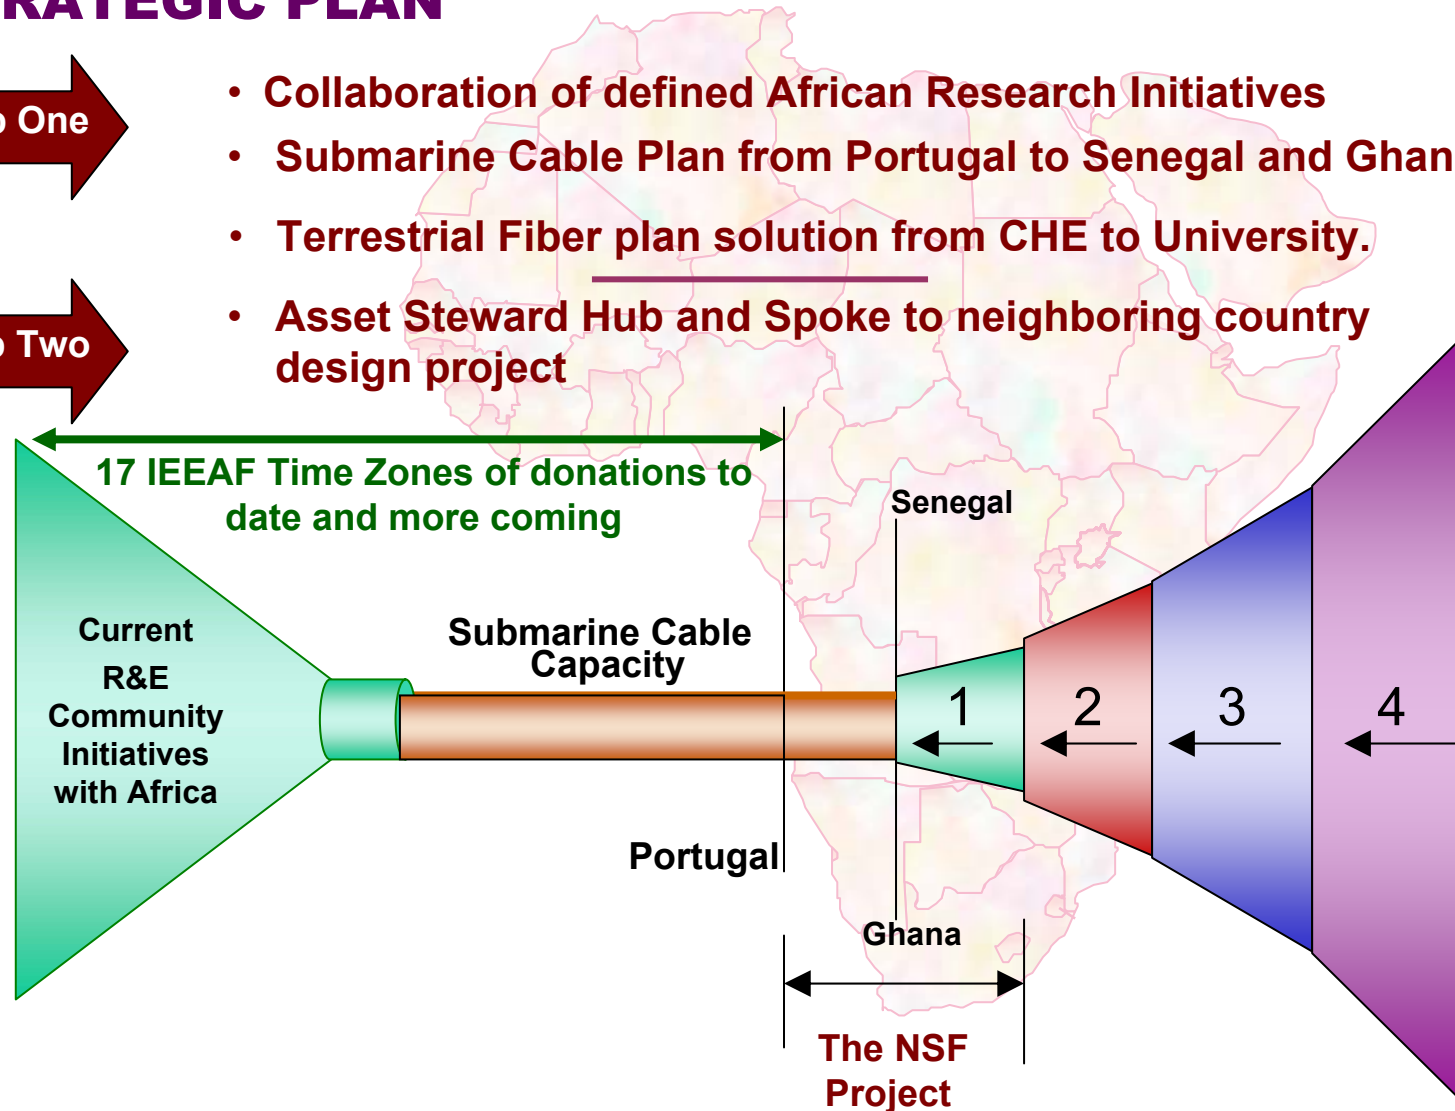 RATEGIC PLAN
One
• Collaboration of defined African Research Initiatives
• Submarine Cable Plan from Portugal to Senegal and Ghan
• Terrestrial Fiber plan solution from CHE to University.
Two
• Asset Steward Hub and Spoke to neighboring country
design project
17 IEEAF Time Zones of donations to
date and more coming
Senegal
Current
R&E
Community
Initiatives
with Africa
Submarine Cable
Capacity
1
2
3
4
Portugal
Ghana
The NSF
Project